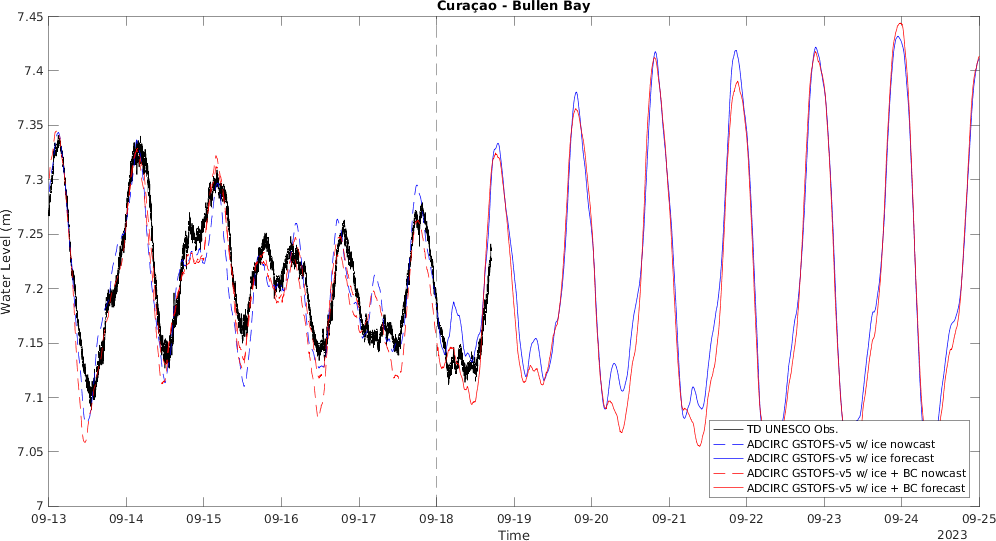 Curaçao - Bullen Bay
7.45
7.4
7.35
7.3
7.25
7.2
7.15
7.1
7.05
7
Water Level (m)
TD UNESCO Obs.
ADCIRC GSTOFS-v5 w/ ice nowcast
ADCIRC GSTOFS-v5 w/ ice forecast
ADCIRC GSTOFS-v5 w/ ice + BC nowcast
ADCIRC GSTOFS-v5 w/ ice + BC forecast
09-13 09-14 09-15 09-16 09-17 09-18 09-19 09-20 09-21 09-22 09-23 09-24 09-25
Time
2023